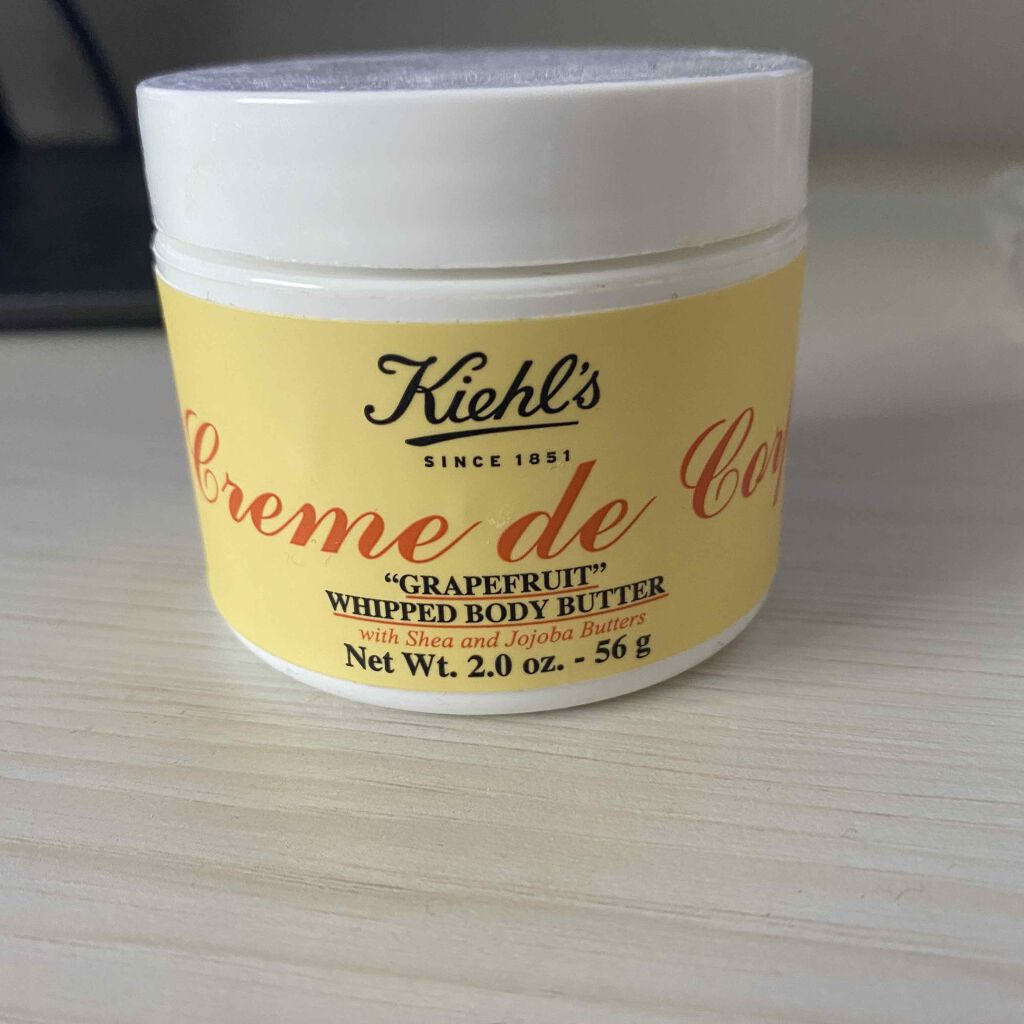 Kiehl's
SINCE 1851
Creme de Cor
"GRAPEFRUIT"
WHIPPED BODY BUTTER
with Shea and Jojoba Butters
Net Wt. 2.0 oz. - 56 g